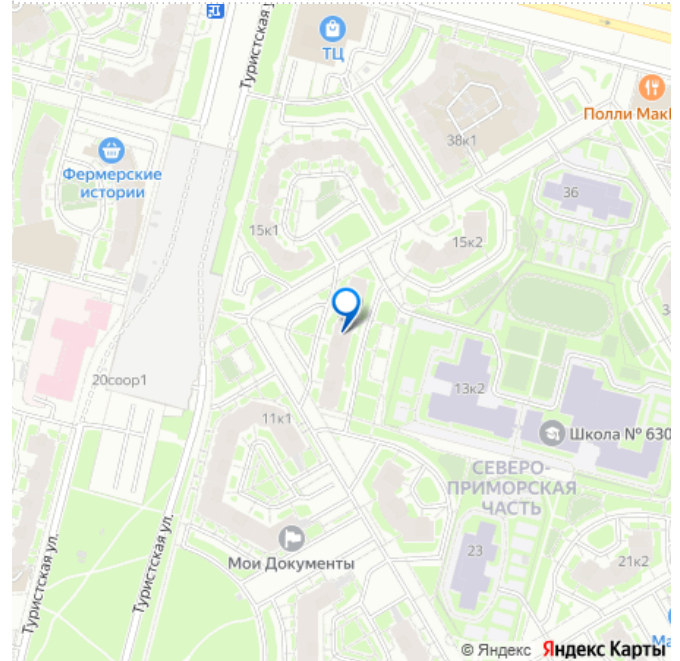 Туристская у
ТЦ
Полли Мак
38к1
Фермерские
истории
36
15к1
15к2
20соор1
13к2
11к1
Школа № 630
СЕВЕРО-
ПРИМОРСКАЯ
ЧАСТЬ
23
21к2
Мои Документы
Туристская ул.
Туристская ул.
Ма
© Яндекс Яндекс Карты